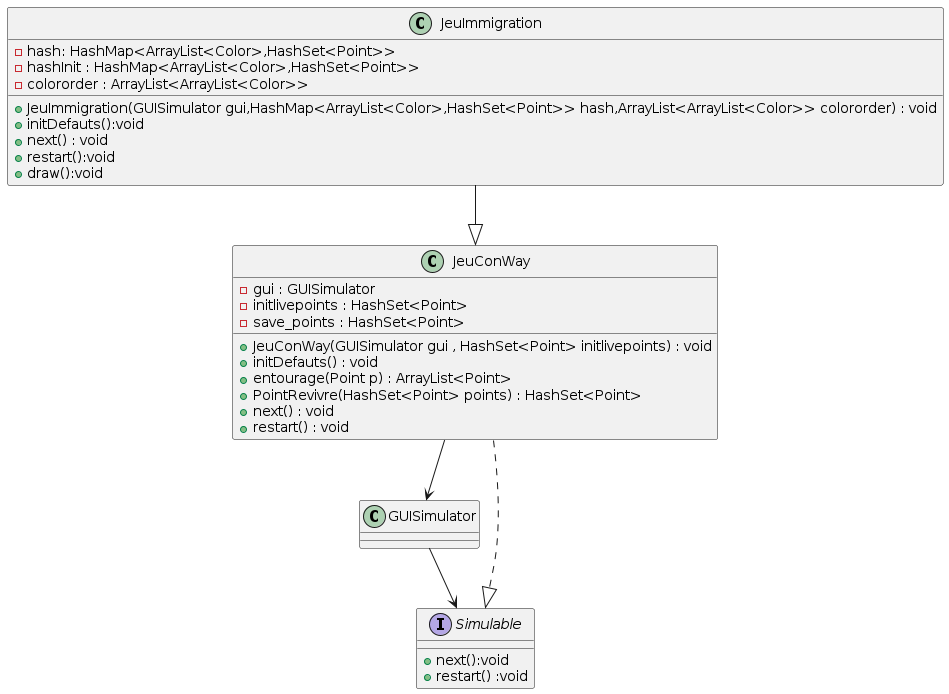 C JeuImmigration
hash: HashMap<ArrayList<Color>,HashSet<Point>>
hashInit : HashMap<ArrayList<Color>,HashSet<Point>>
colororder : ArrayList<ArrayList<Color>>
JeuImmigration(GUISimulator gui,HashMap<ArrayList<Color>,HashSet<Point>> hash,ArrayList<ArrayList<Color>> colororder) : void
initDefauts():void
next() : void
restart():void
draw():void
C JeuConWay
gui : GUISimulator
initlivepoints : HashSet<Point>
save_points : HashSet<Point>
JeuConWay(GUISimulator gui , HashSet<Point> initlivepoints) : void
initDefauts() : void
entourage(Point p) : ArrayList<Point>
PointRevivre(HashSet<Point> points) : HashSet<Point>
next() : void
restart() : void
C GUISimulator
I Simulable
next():void
restart() :void